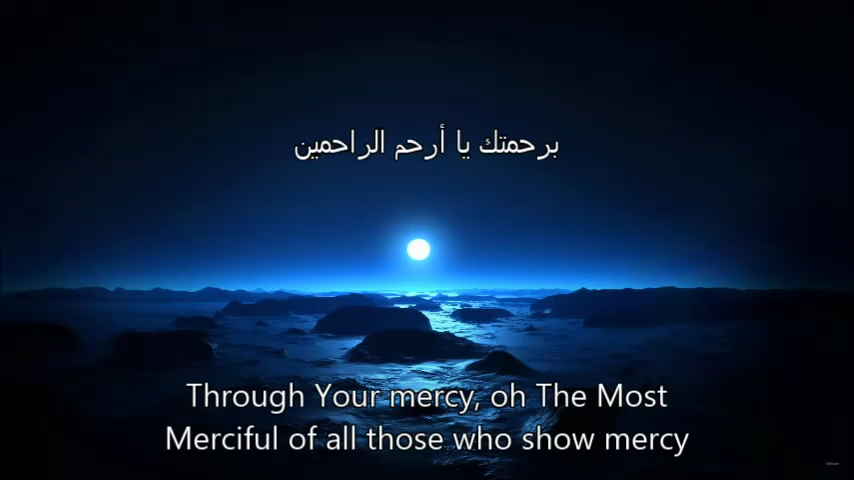 برحمتك يا أرحم الراحمين
Through Your mercy, oh The Most
Merciful of all those who show mercy